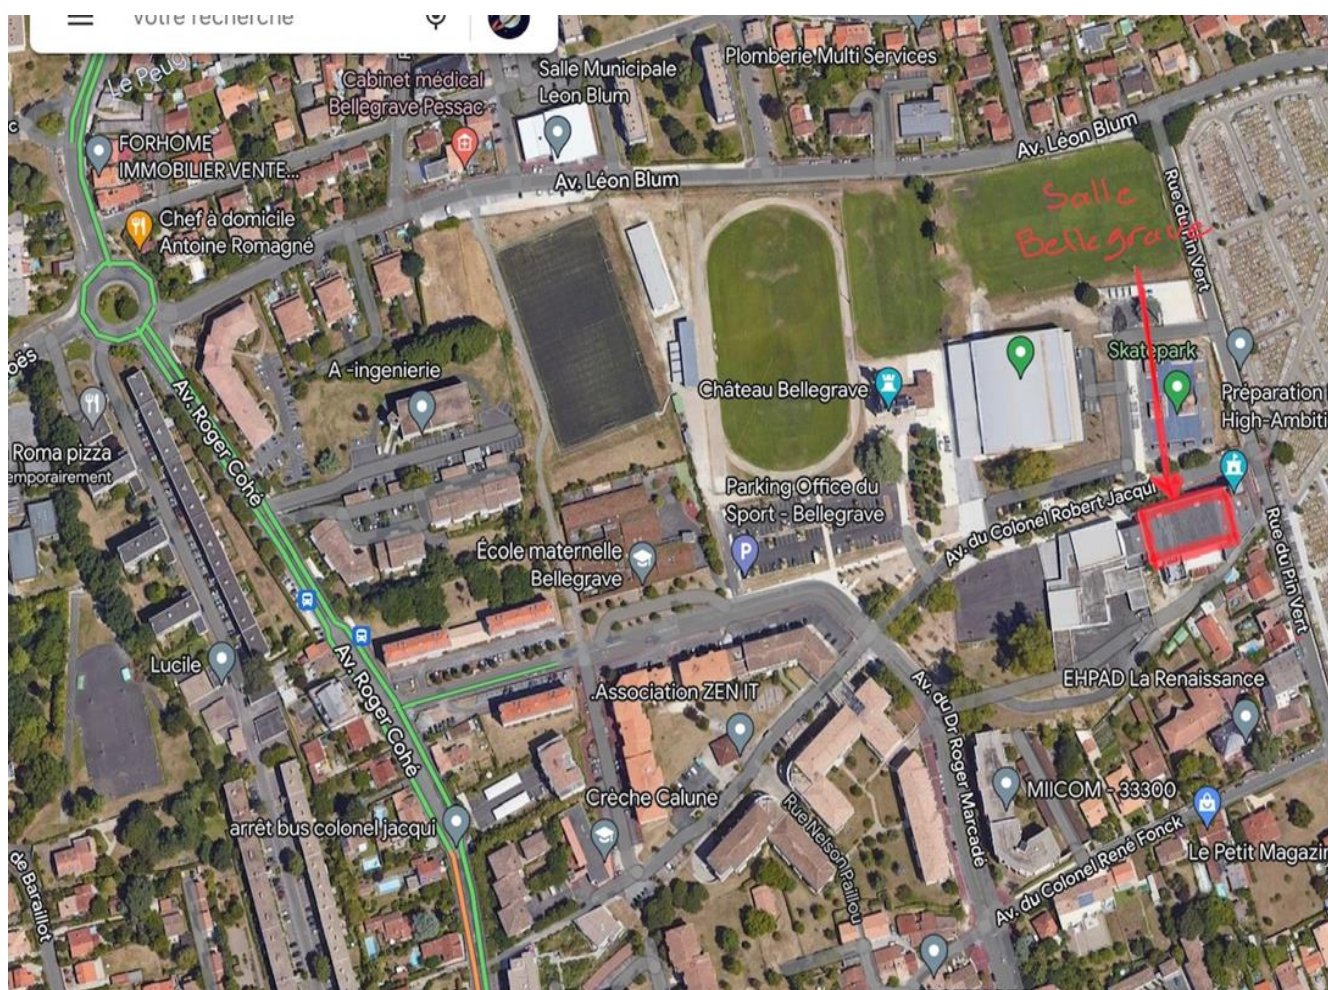 Votre recherche
Le Peug
Plomberie Multi Services
Cabinet médical
Bellegrave Pessac
Salle Municipale
Leon Blum
FORHOME
IMMOBILIER VENTE...
Av. Léon Blum
Av. Léon Blum
Chef à domicile
Antoine Romagné
Salle
Bellegrave
Rue du Pin Vert
oës
A -ingenierie
Skatepark
Château Bellegrave
Préparation
High-Ambiti
Av. Roger Cohé
Roma pizza
emporairement
Parking Office du
Sport - Bellegrave
P
Av. du Colonel Robert Jacqui
École maternelle
Bellegrave
Rue du Pin Vert
Lucile
Av. Roger Cohé
.Association ZEN IT
EHPAD La Renaissance
Av. du Dr Roger Marcadé
MIICOM - 33300
Crèche Calune
arrêt bus colonel jacqui
Rue Nelson Paillou
Av. du Colonel René Fonck
Le Petit Magazin
de Baraillot